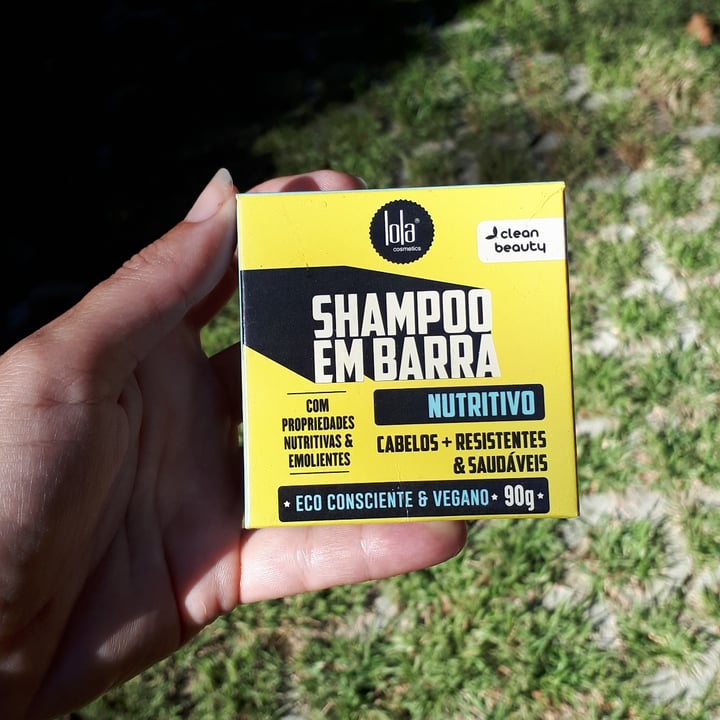 lola®
cosmetics
clean
beauty
SHAMPOO
EM BARRA
NUTRITIVO
COM
PROPRIEDADES
NUTRITIVAS &
EMOLIENTES
CABELOS + RESISTENTES
& SAUDÁVEIS
★ ECO CONSCIENTE & VEGANO ★ 90g ★